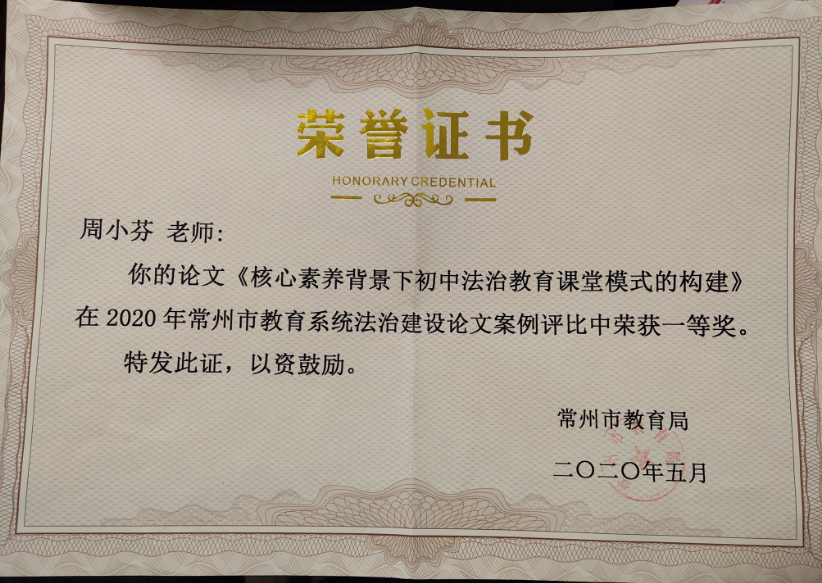 荣誉证书
HONORARY CREDENTIAL
周小芬 老师:
你的论文《核心素养背景下初中法治教育课堂模式的构建》
在 2020 年常州市教育系统法治建设论文案例评比中荣获一等奖。
特发此证，以资鼓励。
常州市教育局
二〇二〇年五月